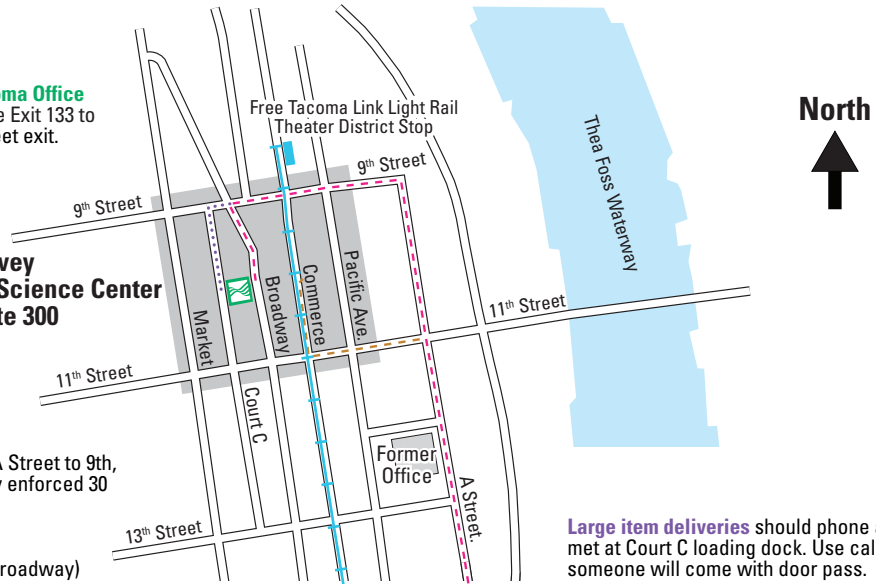 oma Office
e Exit 133 to
eet exit.
Free Tacoma Link Light Rail
Theater District Stop
North
9th Street
9th Street
Thea Foss Waterway
vey
Science Center
te 300
Market
Broadway
Commerce
Pacific Ave.
11th Street
11th Street
Court C
Former
Office
A Street to 9th,
y enforced 30
A Street.
13th Street
roadway)
Large item deliveries should phone a
met at Court C loading dock. Use cal
someone will come with door pass.